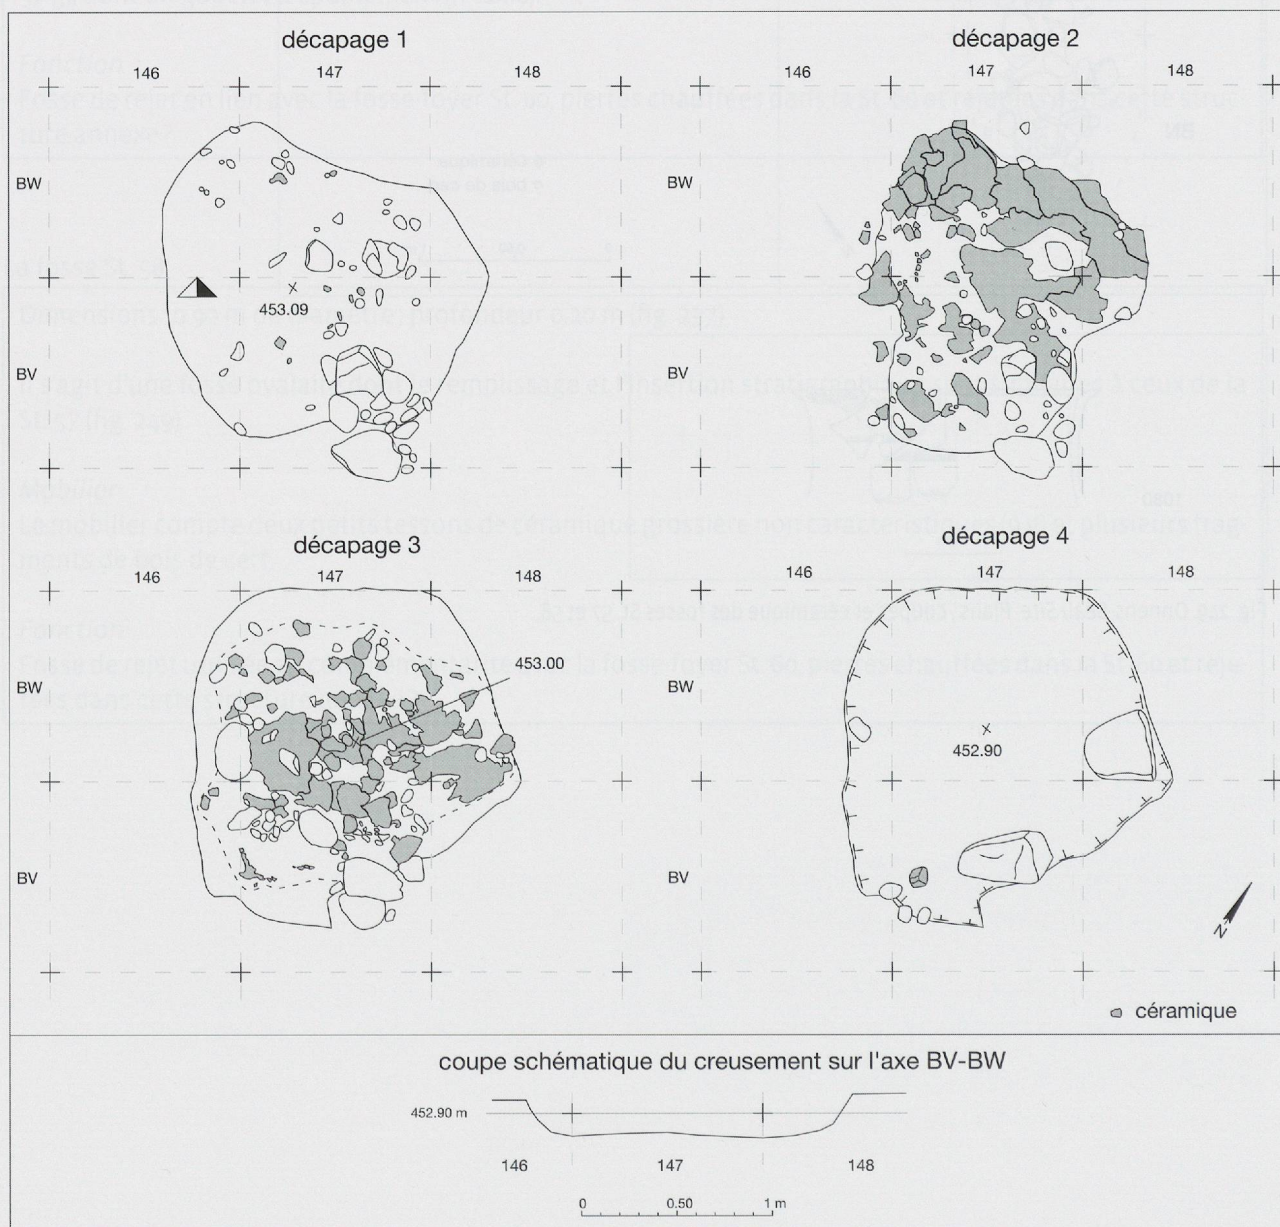 décapage 1
146 147 148
BW
453.09
BV
décapage 2
146 147 148
BW
BV
décapage 3
146 147 148
453.00
BW
BV
décapage 4
146 147 148
BW
452.90
BV
N
céramique
coupe schématique du creusement sur l'axe BV-BW
452.90 m
146 147 148
0 0.50 1 m